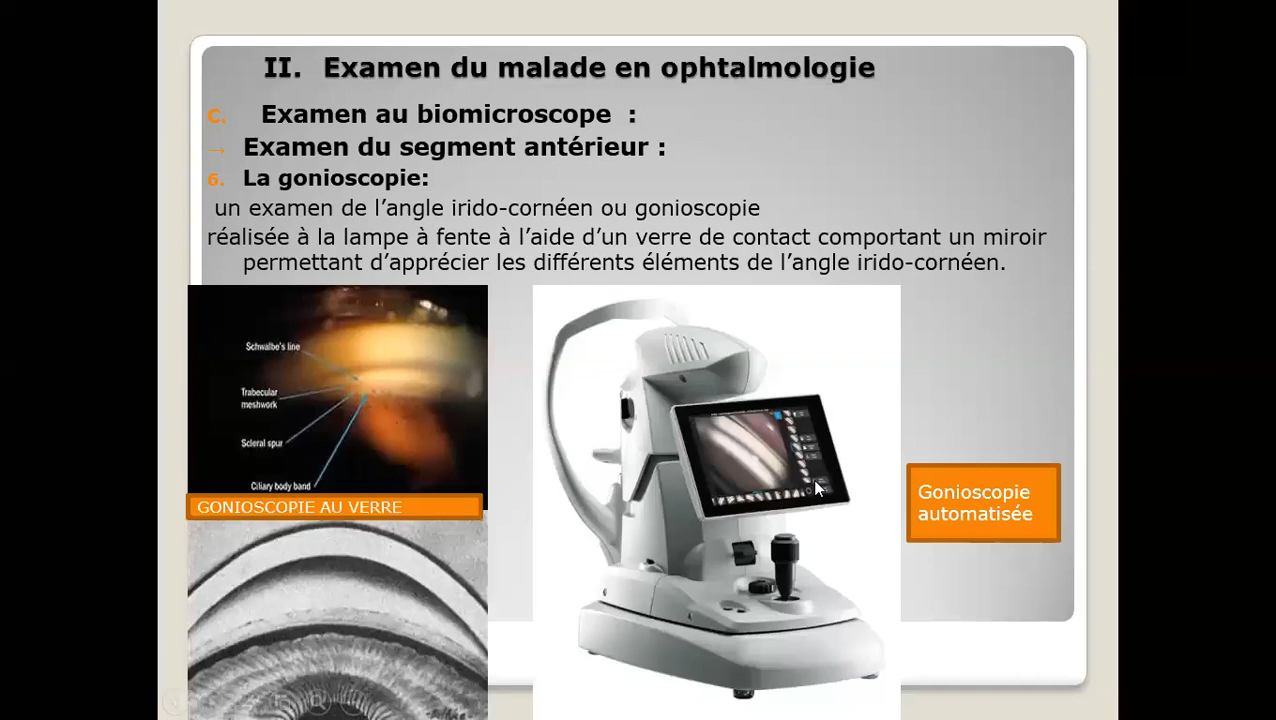 II. Examen du malade en ophtalmologie
C. Examen au biomicroscope :
→ Examen du segment antérieur :
6. La gonioscopie:
un examen de l’angle irido-cornéen ou gonioscopie
réalisée à la lampe à fente à l’aide d’un verre de contact comportant un miroir
permettant d’apprécier les différents éléments de l’angle irido-cornéen.
Schwalbe's line
Trabecular
meshwork
Scleral spur
Ciliary body band
GONIOSCOPIE AU VERRE
Gonioscopie
automatisée